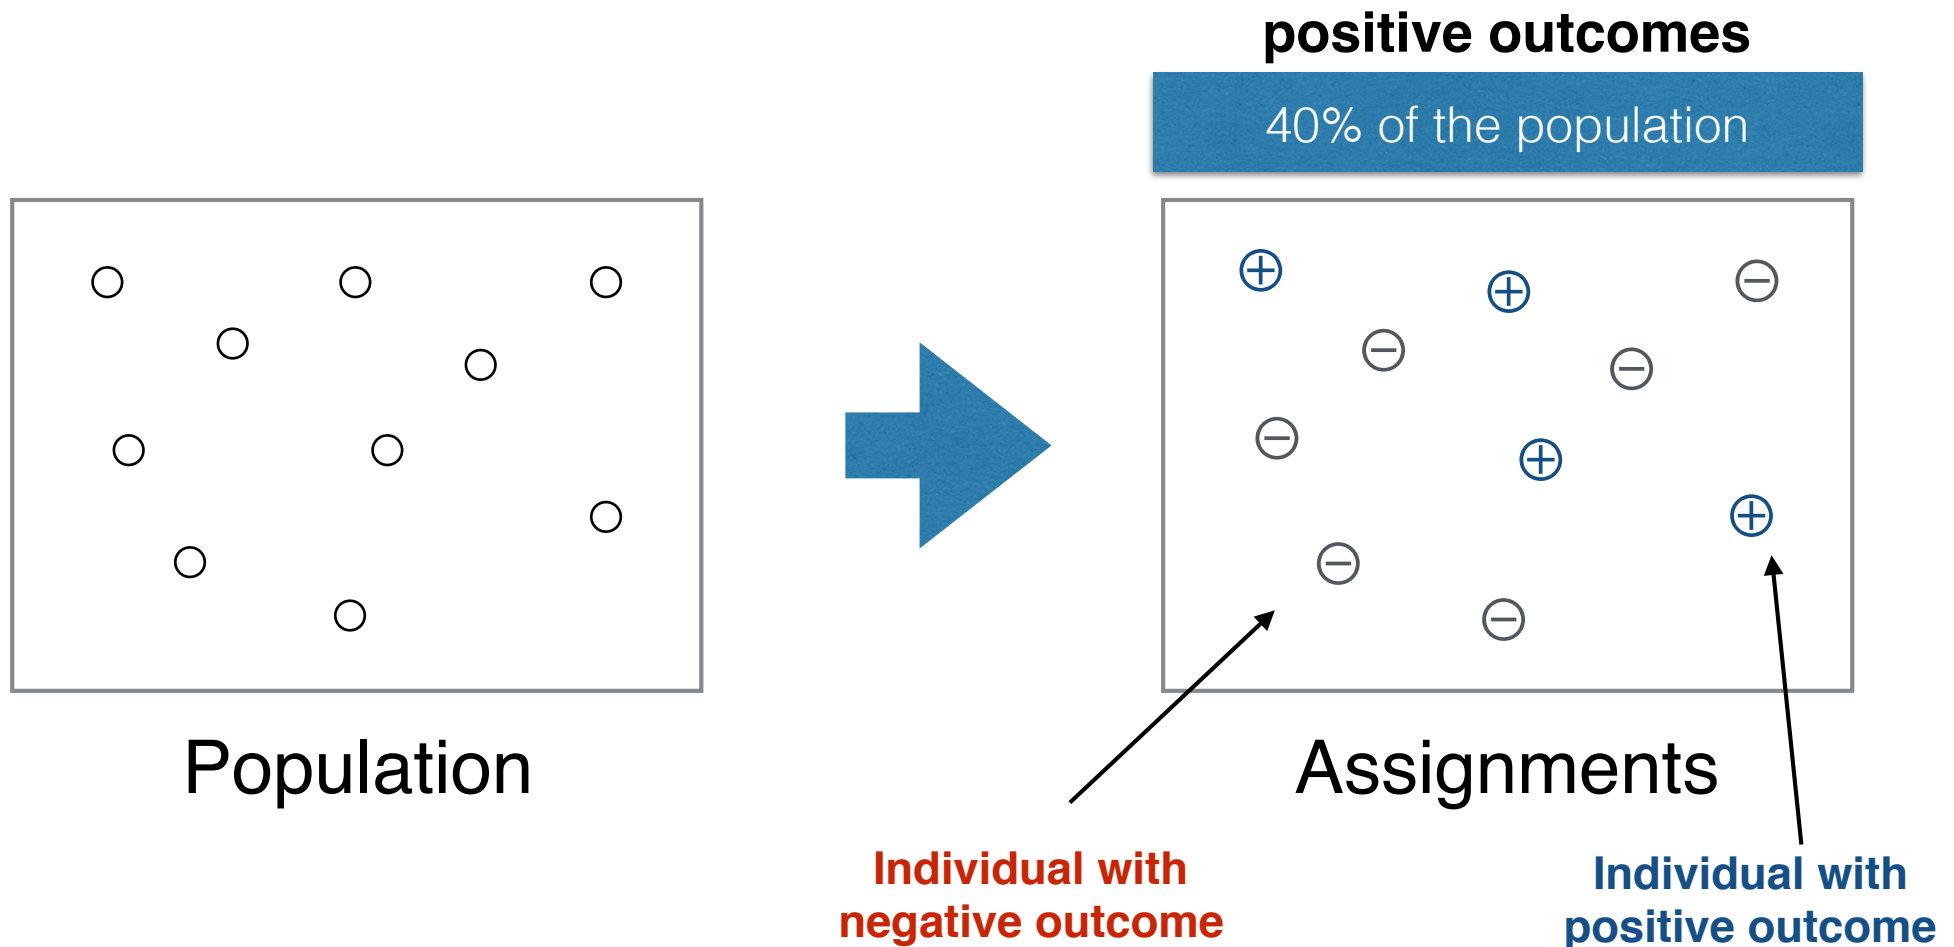 positive outcomes
40% of the population
Population
Assignments
Individual with
negative outcome
Individual with
positive outcome